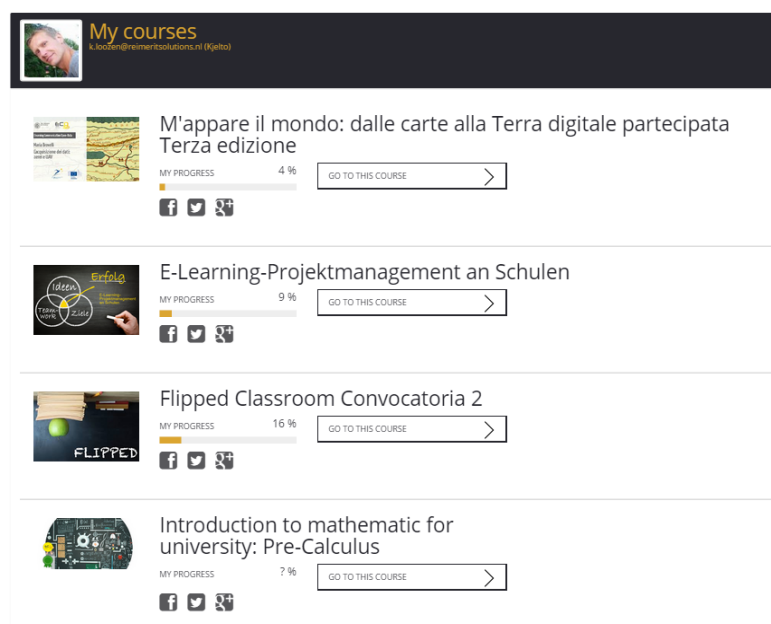 My courses
k.loozen@reimeritsolutions.nl (Kjelto)
M'appare il mondo: dalle carte alla Terra digitale partecipata
Terza edizione
MY PROGRESS 4 % GO TO THIS COURSE
E-Learning-Projektmanagement an Schulen
Erfolg
Ideen
Team-
work
Ziele
MY PROGRESS 9 % GO TO THIS COURSE
Flipped Classroom Convocatoria 2
MY PROGRESS 16 % GO TO THIS COURSE
FLIPPED
Introduction to mathematic for
university: Pre-Calculus
MY PROGRESS ? % GO TO THIS COURSE